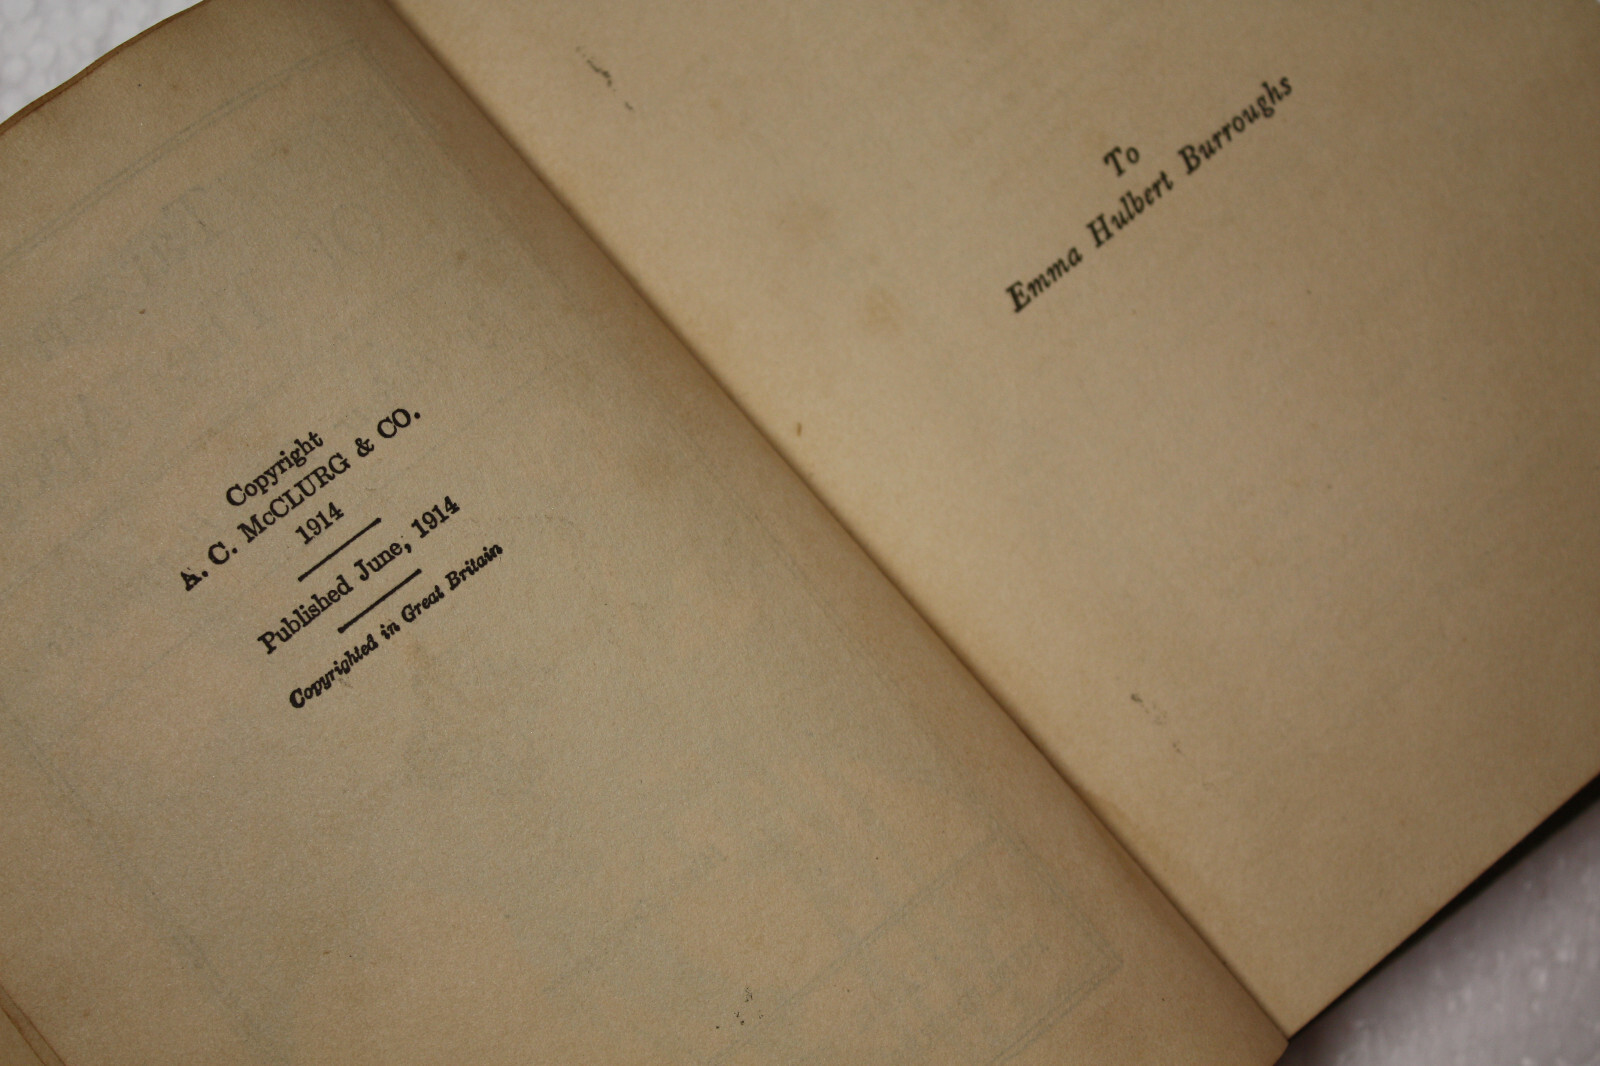 Copyright
A. C. McCLURG & CO.
1914
Published June, 1914
Copyrighted in Great Britain
To
Emma Hulbert Burroughs